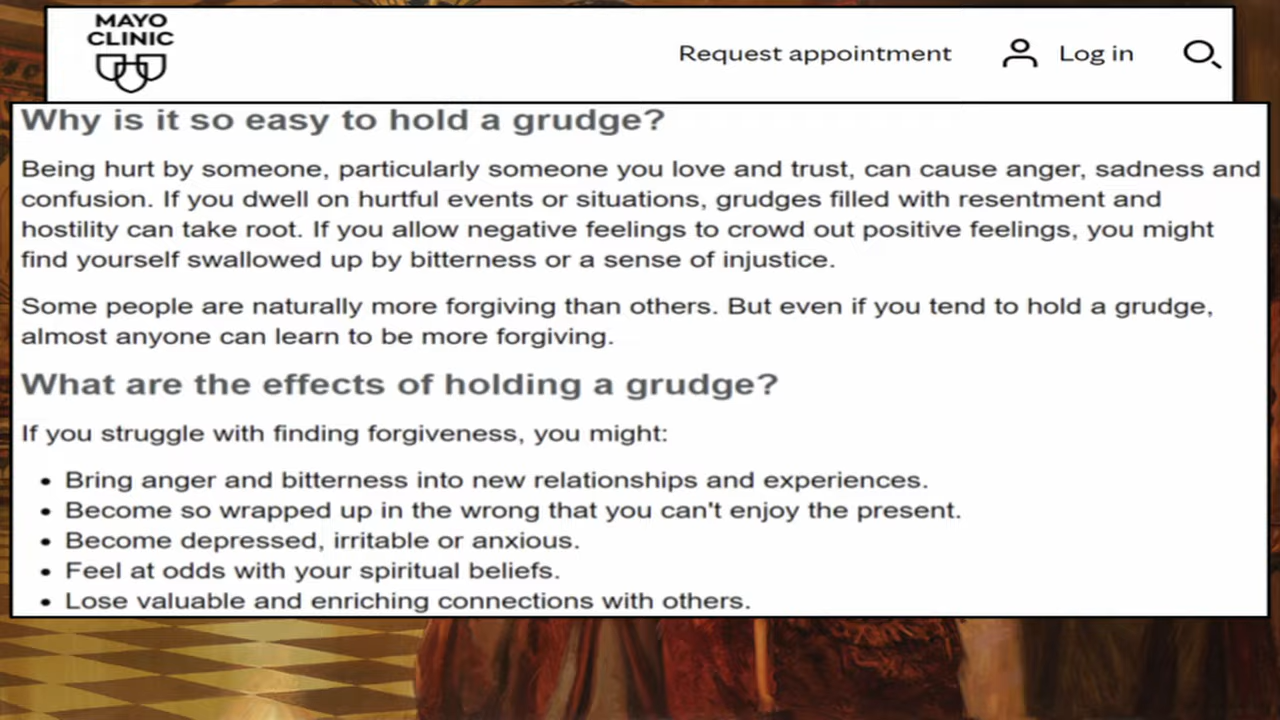 MAYO
CLINIC
Request appointment
Log in
Why is it so easy to hold a grudge?
Being hurt by someone, particularly someone you love and trust, can cause anger, sadness and
confusion. If you dwell on hurtful events or situations, grudges filled with resentment and
hostility can take root. If you allow negative feelings to crowd out positive feelings, you might
find yourself swallowed up by bitterness or a sense of injustice.
Some people are naturally more forgiving than others. But even if you tend to hold a grudge,
almost anyone can learn to be more forgiving.
What are the effects of holding a grudge?
If you struggle with finding forgiveness, you might:
• Bring anger and bitterness into new relationships and experiences.
• Become so wrapped up in the wrong that you can't enjoy the present.
• Become depressed, irritable or anxious.
• Feel at odds with your spiritual beliefs.
• Lose valuable and enriching connections with others.